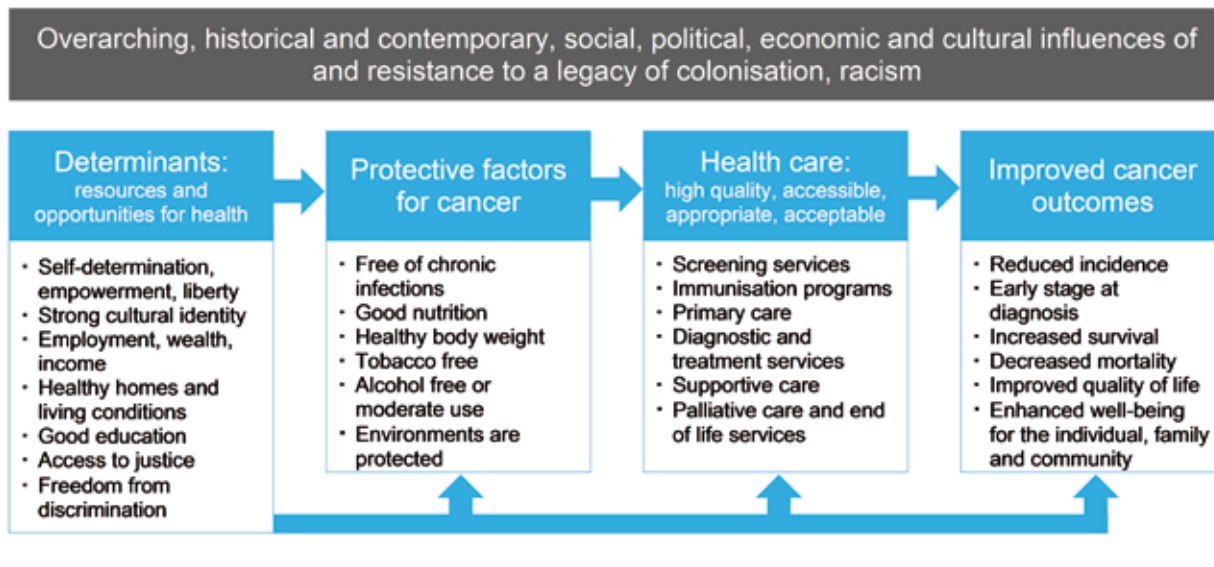 Overarching, historical and contemporary, social, political, economic and cultural influences of
and resistance to a legacy of colonisation, racism
Determinants:
resources and
opportunities for health
· Self-determination,
empowerment, liberty
· Strong cultural identity
· Employment, wealth,
income
· Healthy homes and
living conditions
· Good education
· Access to justice
· Freedom from
discrimination
Protective factors
for cancer
· Free of chronic
infections
· Good nutrition
· Healthy body weight
· Tobacco free
· Alcohol free or
moderate use
· Environments are
protected
Health care:
high quality, accessible,
appropriate, acceptable
· Screening services
· Immunisation programs
· Primary care
· Diagnostic and
treatment services
· Supportive care
· Palliative care and end
of life services
Improved cancer
outcomes
· Reduced incidence
· Early stage at
diagnosis
· Increased survival
· Decreased mortality
· Improved quality of life
· Enhanced well-being
for the individual, family
and community